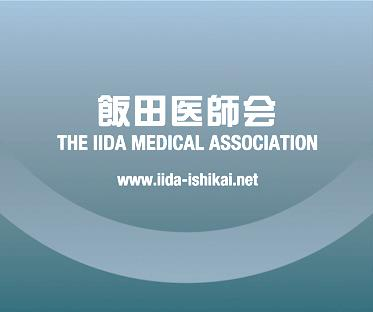 飯田医師会
THE IIDA MEDICAL ASSOCIATION
www.iida-ishikai.net